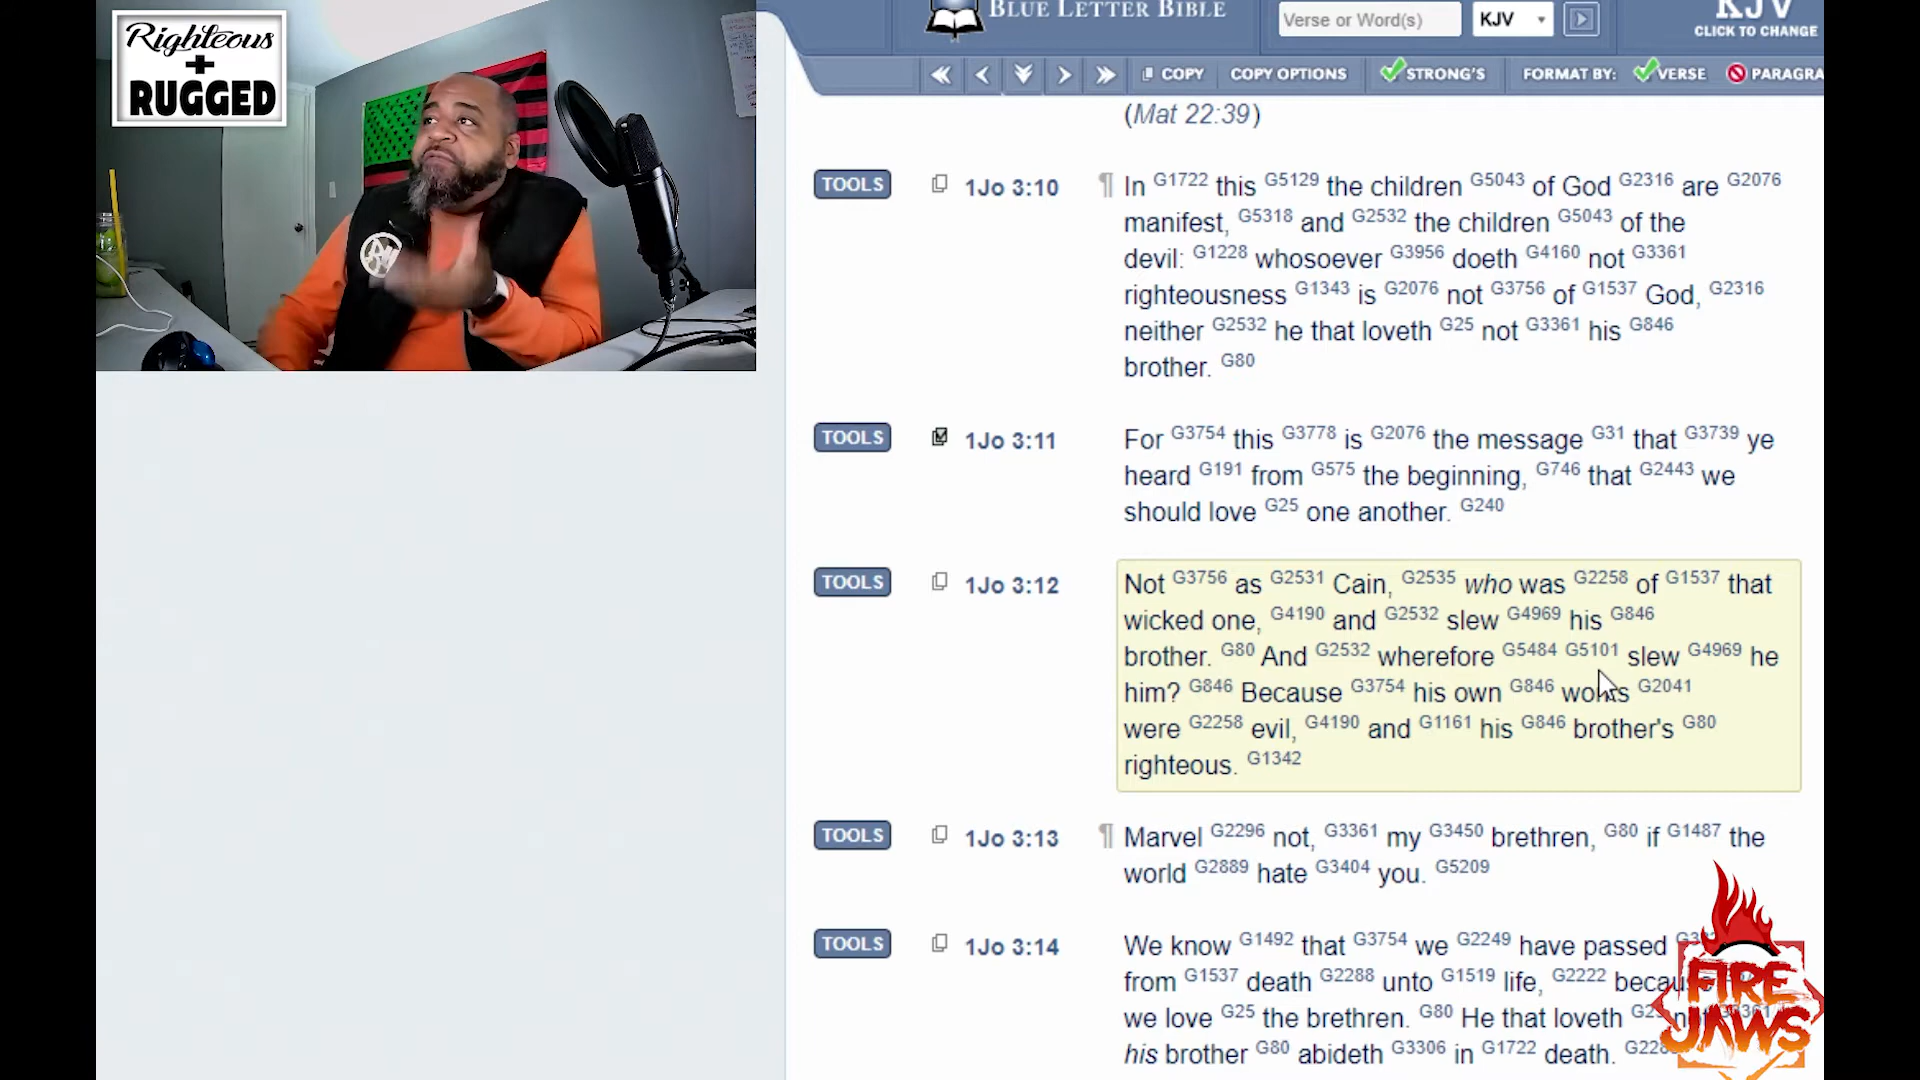 Righteous
+
RUGGED
BLUE LETTER BIBLE
Verse or Word(s)
KJV
KJV
CLICK TO CHANGE
COPY
COPY OPTIONS
STRONG'S
FORMAT BY:
VERSE
PARAGRA
(Mat 22:39)
TOOLS
1Jo 3:10
¶ In G1722 this G5129 the children G5043 of God G2316 are G2076
manifest, G5318 and G2532 the children G5043 of the
devil: G1228 whosoever G3956 doeth G4160 not G3361
righteousness G1343 is G2076 not G3756 of G1537 God, G2316
neither G2532 he that loveth G25 not G3361 his G846
brother. G80
TOOLS
1Jo 3:11
For G3754 this G3778 is G2076 the message G31 that G3739 ye
heard G191 from G575 the beginning, G746 that G2443 we
should love G25 one another. G240
TOOLS
1Jo 3:12
Not G3756 as G2531 Cain, G2535 who was G2258 of G1537 that
wicked one, G4190 and G2532 slew G4969 his G846
brother. G80 And G2532 wherefore G5484 G5101 slew G4969 he
him? G846 Because G3754 his own G846 works G2041
were G2258 evil, G4190 and G1161 his G846 brother's G80
righteous. G1342
TOOLS
1Jo 3:13
¶ Marvel G2296 not, G3361 my G3450 brethren, G80 if G1487 the
world G2889 hate G3404 you. G5209
TOOLS
1Jo 3:14
We know G1492 that G3754 we G2249 have passed
from G1537 death G2288 unto G1519 life, G2222
we love G25 the brethren. G80 He that loveth
his brother G80 abideth G3306 in G1722 death.
FIRE
JAWS